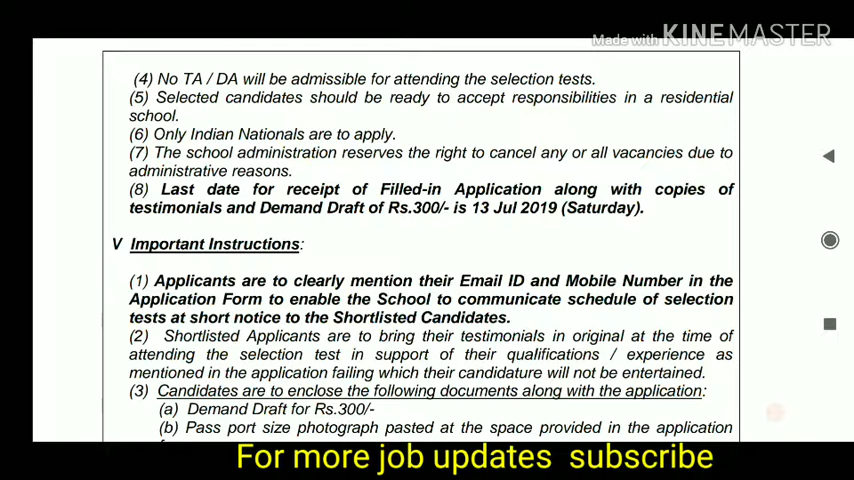 Made with KINEMASTER
(4) No TA / DA will be admissible for attending the selection tests.
(5) Selected candidates should be ready to accept responsibilities in a residential
school.
(6) Only Indian Nationals are to apply.
(7) The school administration reserves the right to cancel any or all vacancies due to
administrative reasons.
(8) Last date for receipt of Filled-in Application along with copies of
testimonials and Demand Draft of Rs.300/- is 13 Jul 2019 (Saturday).
V Important Instructions:
(1) Applicants are to clearly mention their Email ID and Mobile Number in the
Application Form to enable the School to communicate schedule of selection
tests at short notice to the Shortlisted Candidates.
(2) Shortlisted Applicants are to bring their testimonials in original at the time of
attending the selection test in support of their qualifications / experience as
mentioned in the application failing which their candidature will not be entertained.
(3) Candidates are to enclose the following documents along with the application:
(a) Demand Draft for Rs.300/-
(b) Pass port size photograph pasted at the space provided in the application
For more job updates subscribe